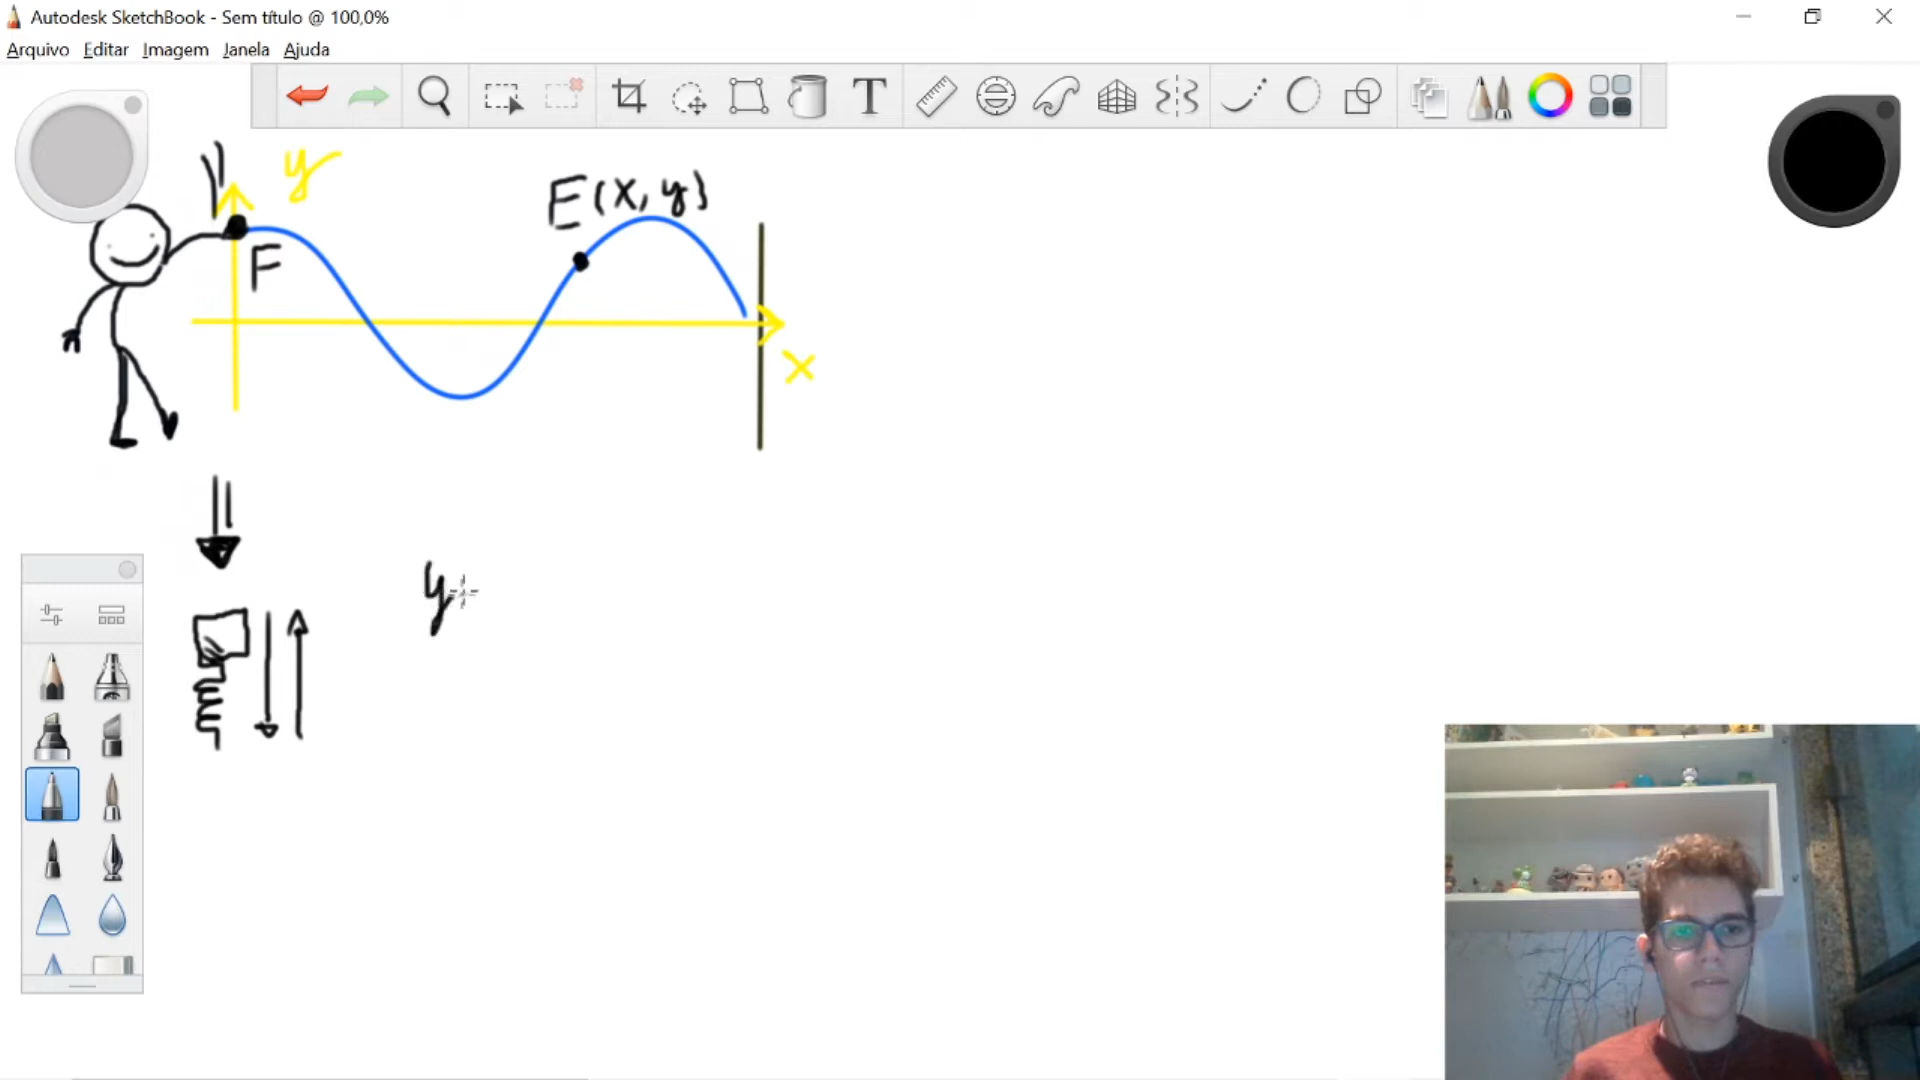 Autodesk SketchBook - Sem título @ 100,0%
Arquivo Editar Imagem Janela Ajuda
T
y
E(x, y)
F
x
y